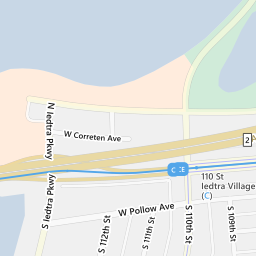 N Iedtra Pkwy
W Correten Ave
2
C
110 St
Iedtra Village
(C)
S Iedtra Pkwy
W Pollow Ave
S 112th St
S 111th St
S 110th St
S 109th St